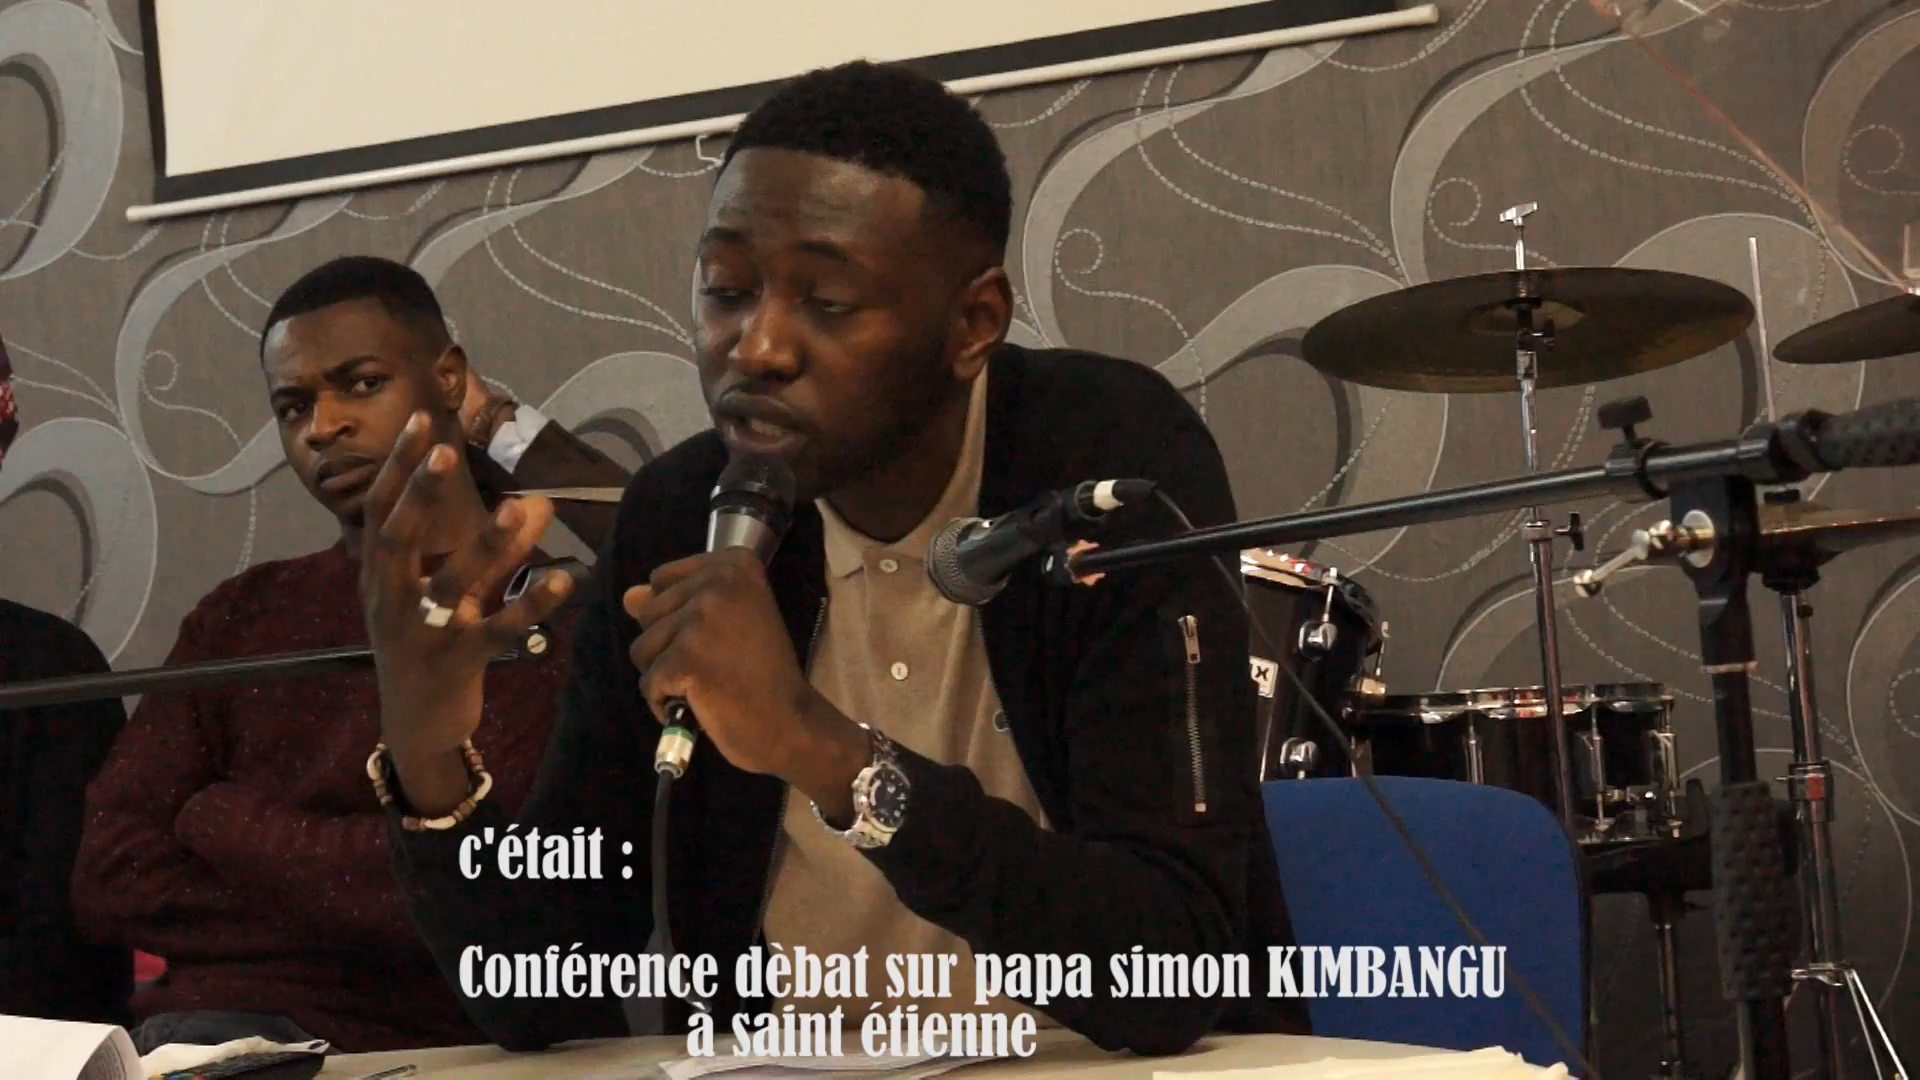 c'était :
Conférence dèbat sur papa simon KIMBANGU
à saint étienne